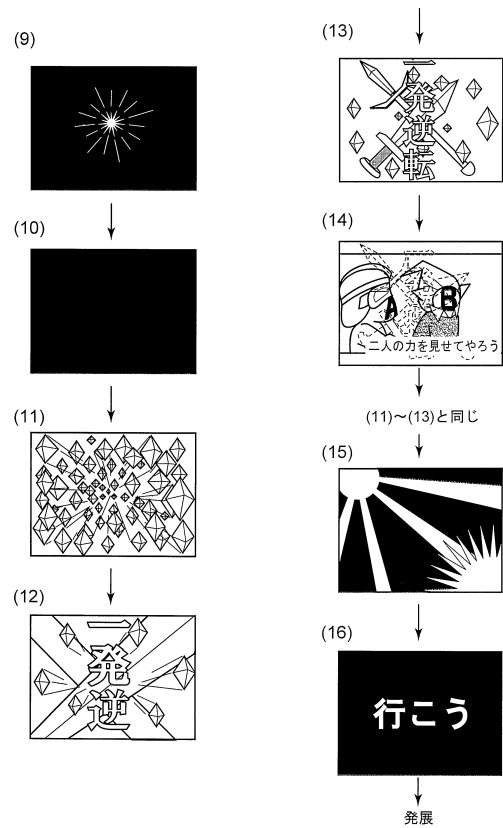 (9)
(10)
(11)
(12)
一発逆
(13)
一発逆転
(14)
A
B
二人の力を見せてやろう
(11)～(13)と同じ
(15)
(16)
行こう
発展